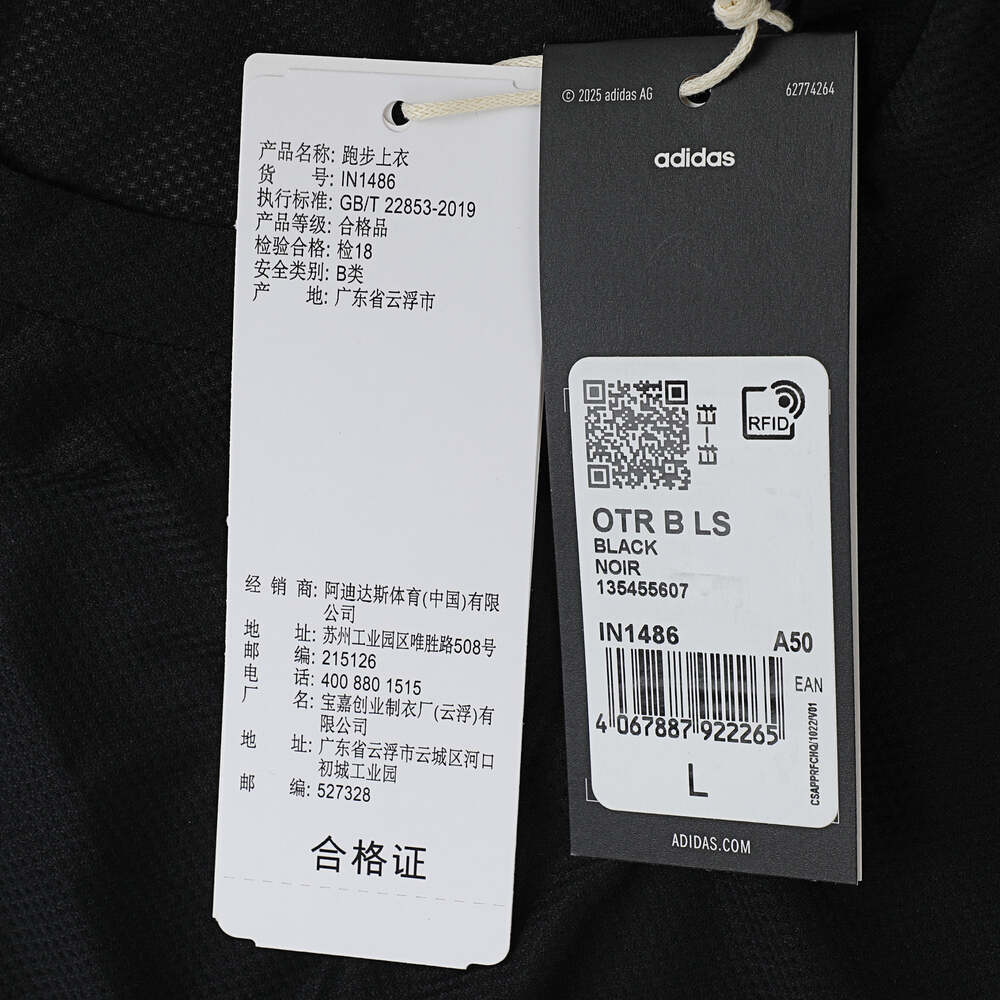 产品名称: 跑步上衣
货 号: IN1486
执行标准: GB/T 22853-2019
产品等级: 合格品
检验合格: 检18
安全类别: B类
产 地: 广东省云浮市
经 销 商: 阿迪达斯体育(中国)有限
公司
地 址: 苏州工业园区唯胜路508号
邮 编: 215126
电 话: 400 880 1515
厂 名: 宝嘉创业制衣厂(云浮)有
限公司
地 址: 广东省云浮市云城区河口
初城工业园
邮 编: 527328
合格证
© 2025 adidas AG
62774264
adidas
扫一扫
RFID
OTR B LS
BLACK
NOIR
135455607
IN1486
A50
EAN
4 067887 922265
L
CSAPPRFCHQ/1022/V01
ADIDAS.COM